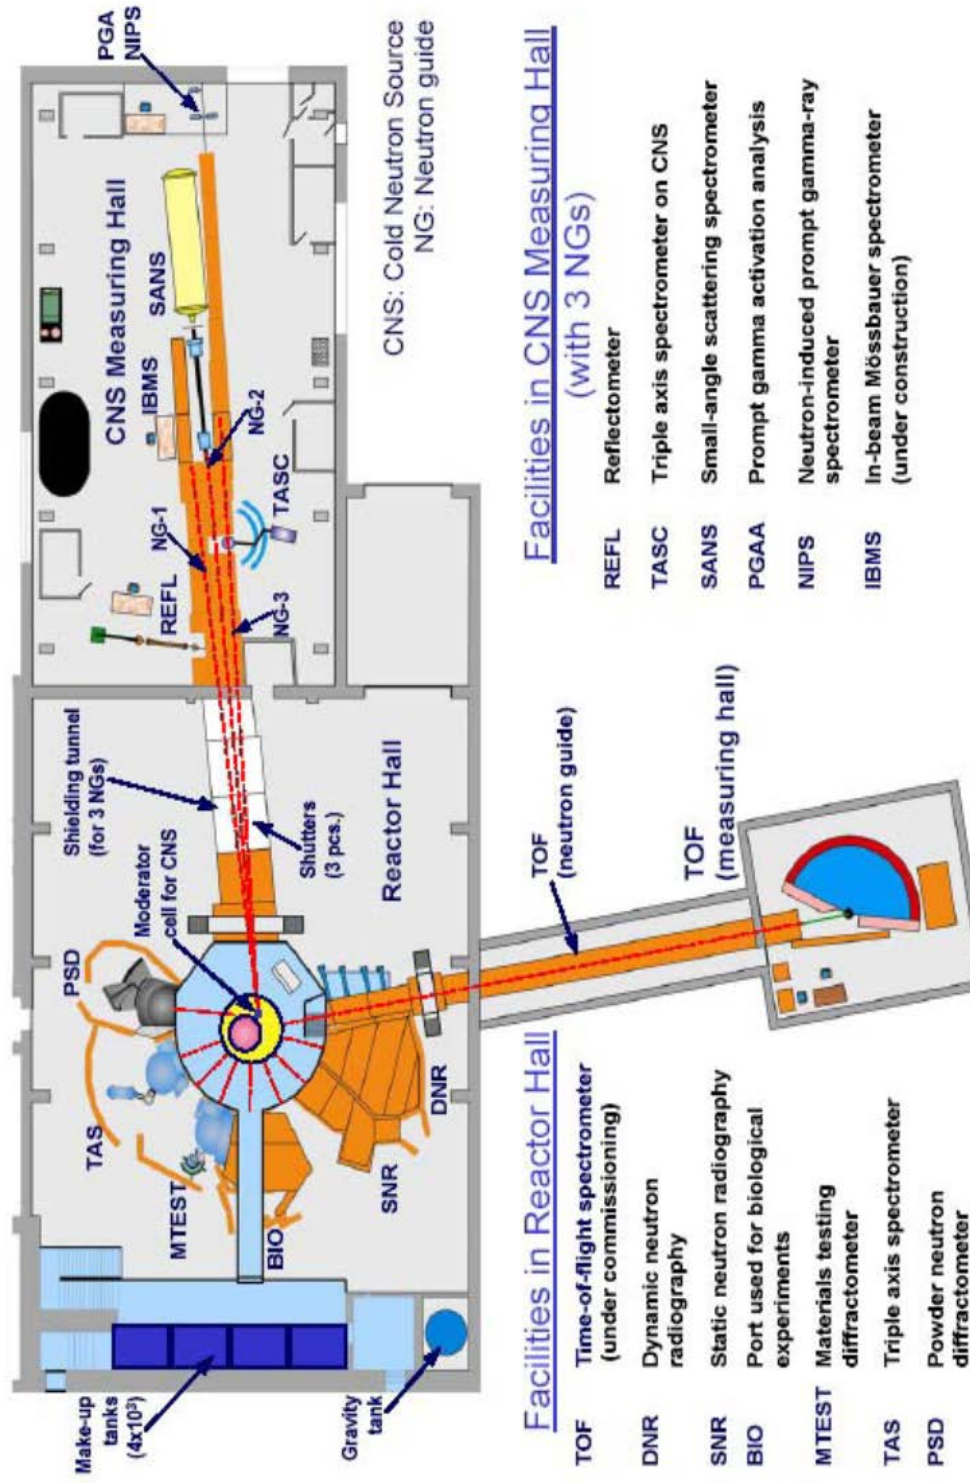 Make-up
tanks
(4x10³)
Gravity
tank
MTEST
TAS
PSD
BIO
SNR
DNR
Moderator
cell for CNS
Shielding tunnel
(for 3 NGs)
Shutters
(3 pcs.)
Reactor Hall
TOF
(neutron guide)
TOF
(measuring hall)
REFL
NG-1
NG-3
TASC
NG-2
IBMS
SANS
CNS Measuring Hall
PGA
NIPS
CNS: Cold Neutron Source
NG: Neutron guide
Facilities in Reactor Hall
TOF Time-of-flight spectrometer
(under commissioning)
DNR Dynamic neutron
radiography
SNR Static neutron radiography
BIO Port used for biological
experiments
MTEST Materials testing
diffractometer
TAS Triple axis spectrometer
PSD Powder neutron
diffractometer
Facilities in CNS Measuring Hall
(with 3 NGs)
REFL Reflectometer
TASC Triple axis spectrometer on CNS
SANS Small-angle scattering spectrometer
PGAA Prompt gamma activation analysis
NIPS Neutron-induced prompt gamma-ray
spectrometer
IBMS In-beam Mössbauer spectrometer
(under construction)